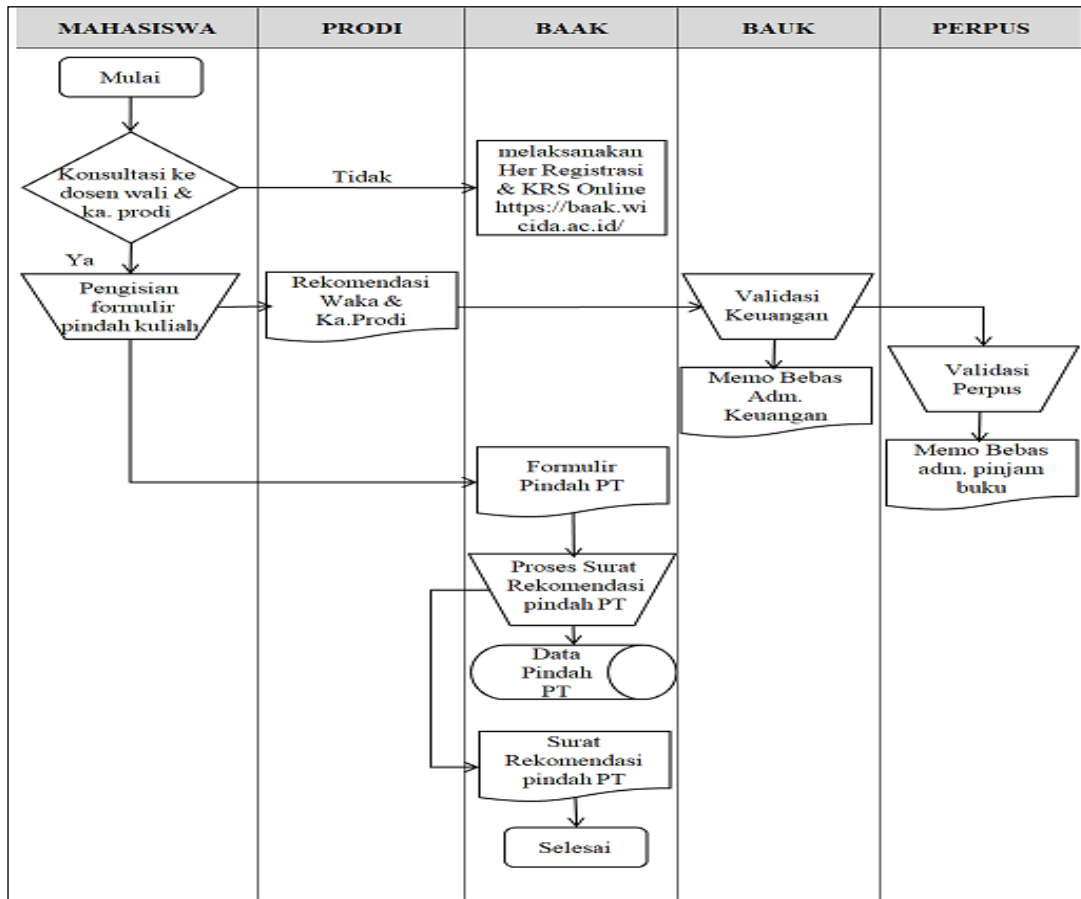 MAHASISWA
PRODI
BAAK
BAUK
PERPUS
Mulai
Konsultasi ke
dosen wali &
ka. prodi
Tidak
melaksanakan
Her Registrasi
& KRS Online
https://baak.wi
cida.ac.id/
Ya
Pengisian
formulir
pindah kuliah
Rekomendasi
Waka &
Ka.Prodi
Validasi
Keuangan
Memo Bebas
Adm.
Keuangan
Validasi
Perpus
Memo Bebas
adm. pinjam
buku
Formulir
Pindah PT
Proses Surat
Rekomendasi
pindah PT
Data
Pindah
PT
Surat
Rekomendasi
pindah PT
Selesai